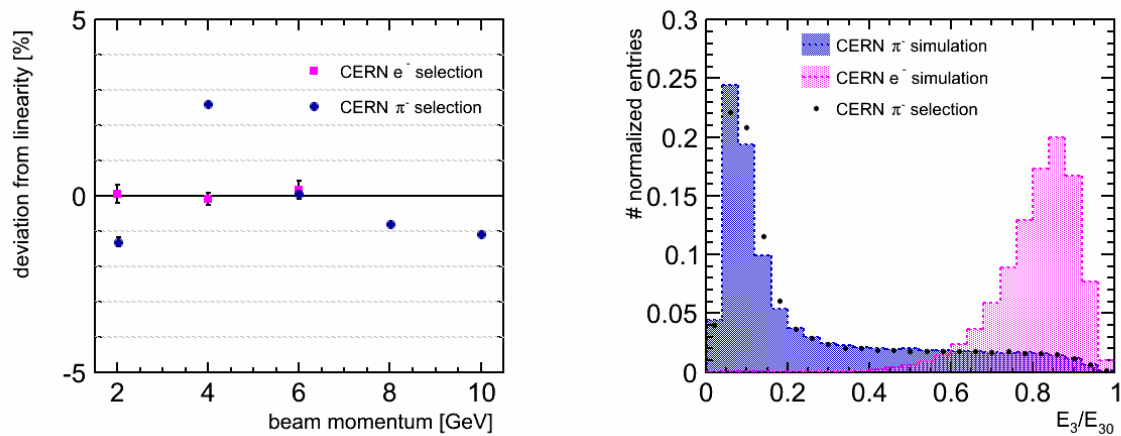 deviation from linearity [%]
5
0
-5
CERN e⁻ selection
CERN π⁻ selection
2 4 6 8 10
beam momentum [GeV]
# normalized entries
0.3
0.25
0.2
0.15
0.1
0.05
0
CERN π⁻ simulation
CERN e⁻ simulation
CERN π⁻ selection
0 0.2 0.4 0.6 0.8 1
E₃/E₃₀